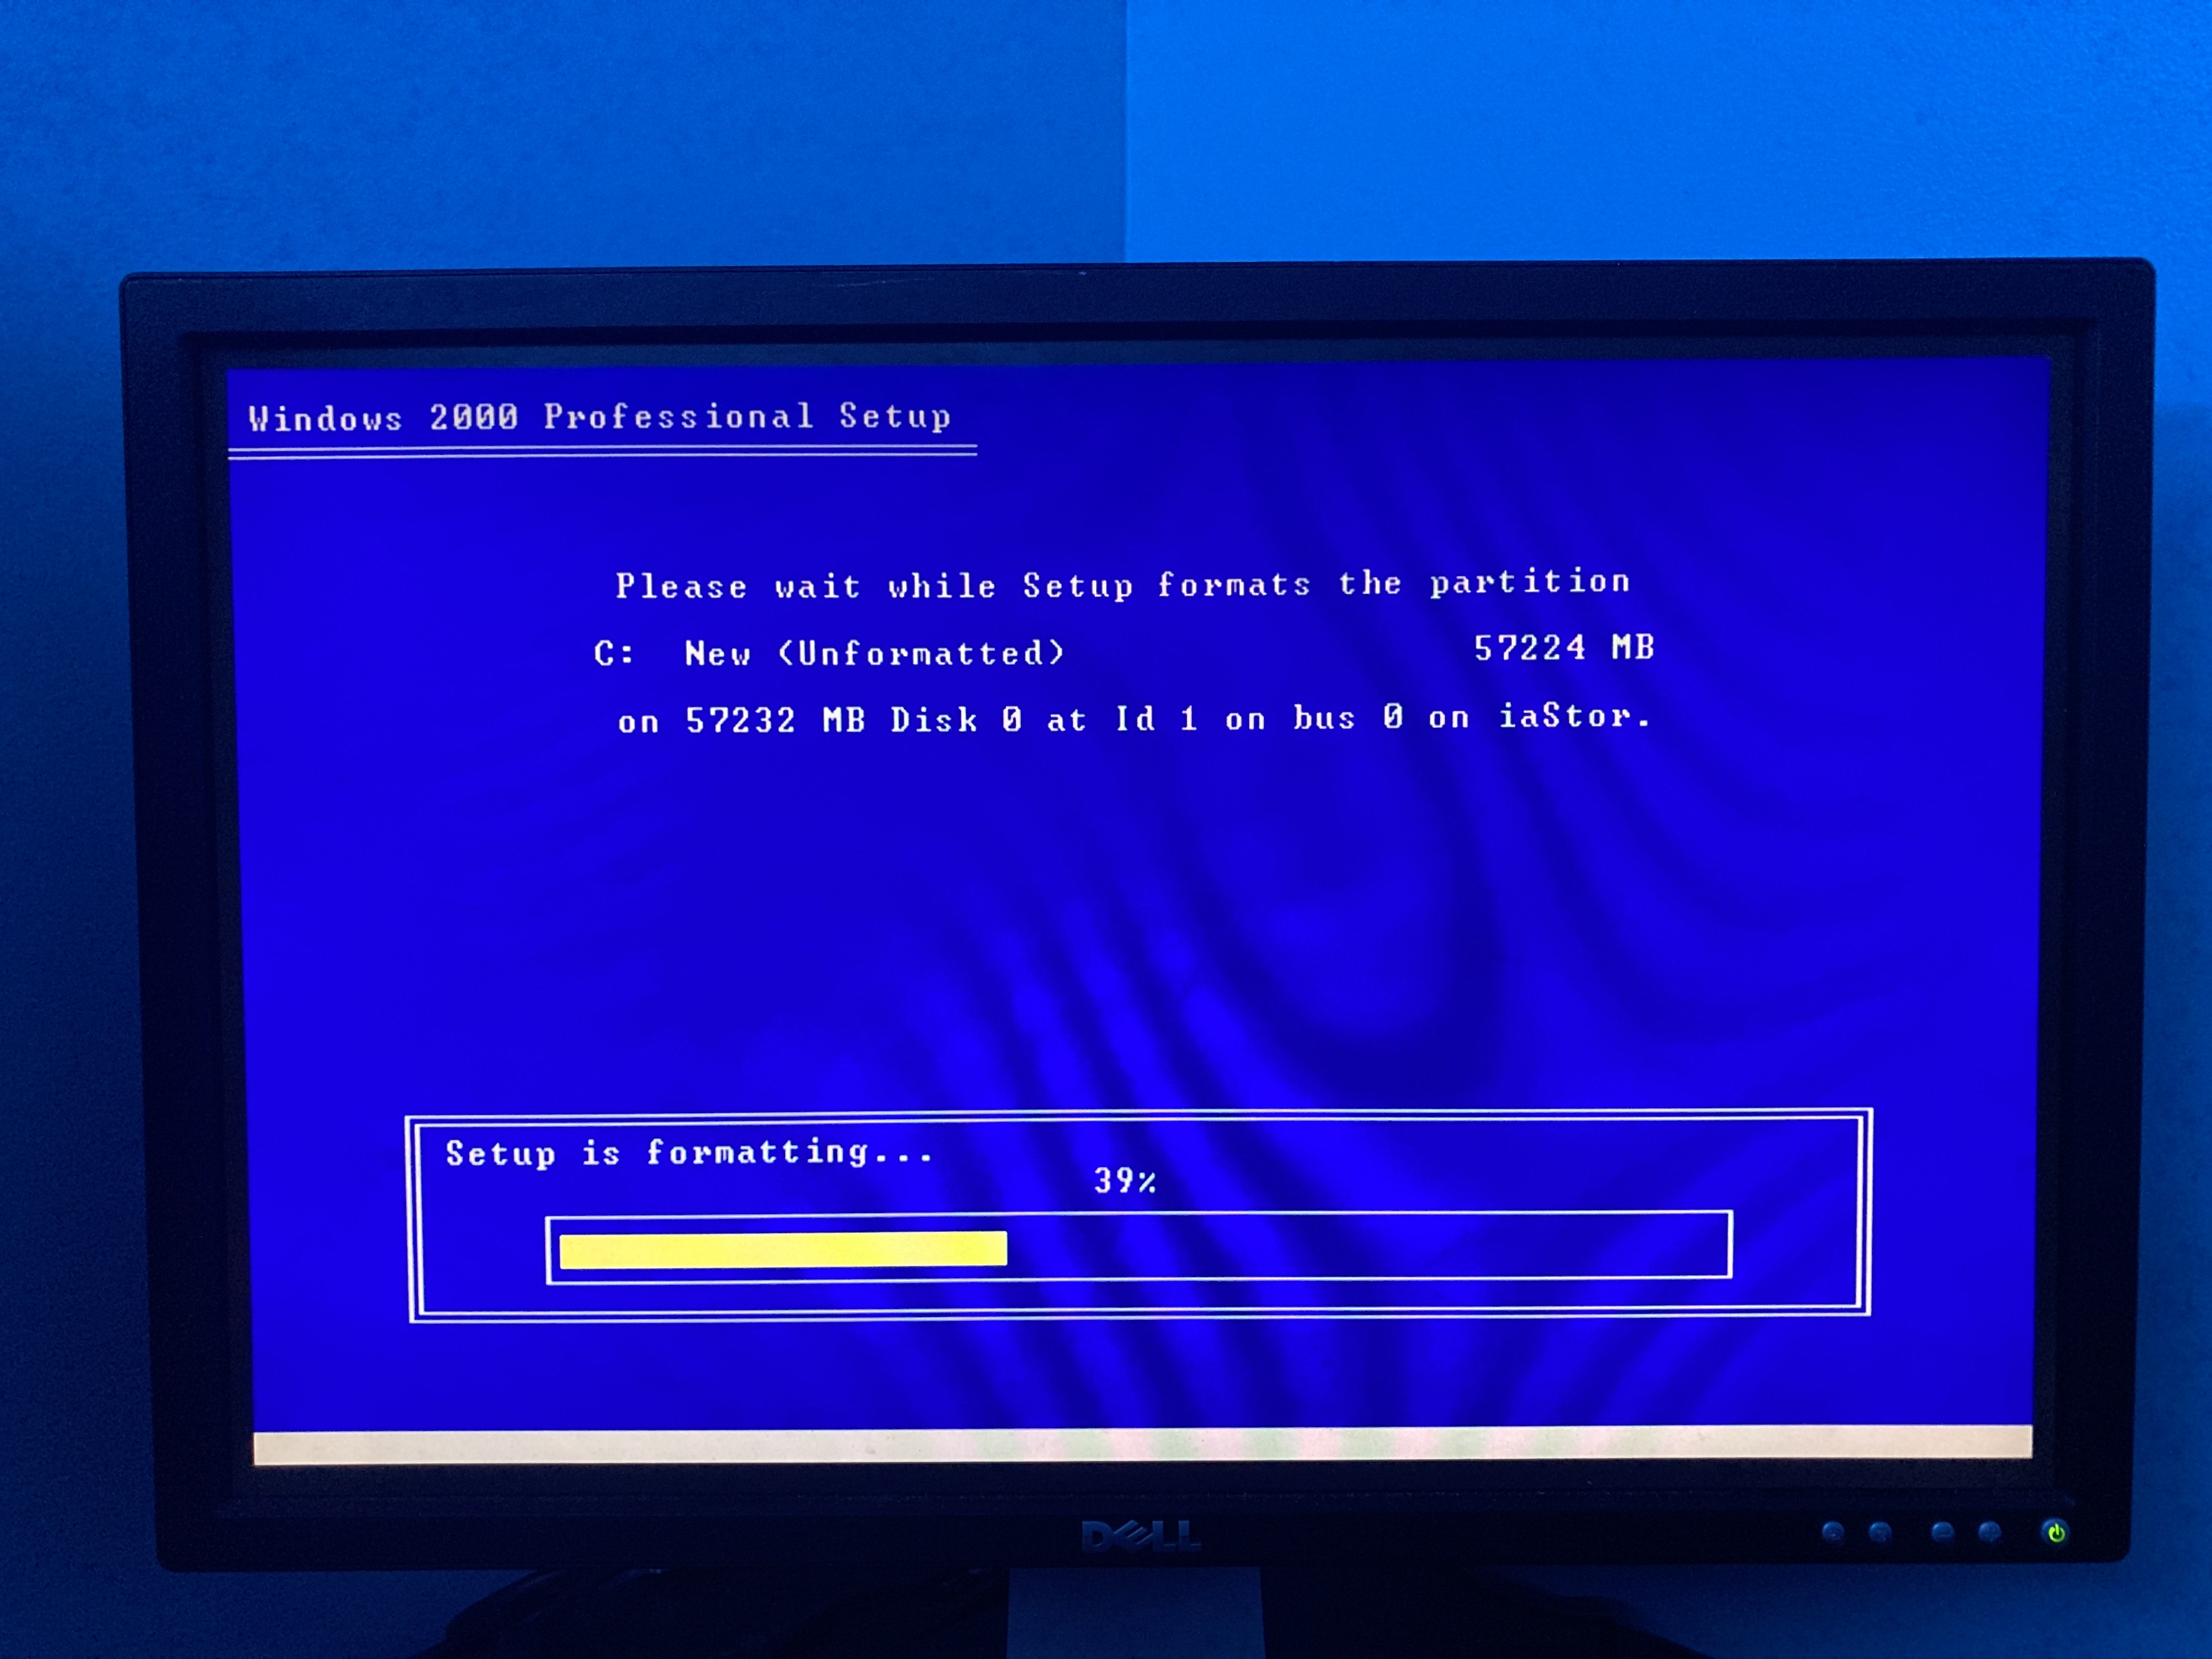 Windows 2000 Professional Setup
Please wait while Setup formats the partition
C: New (Unformatted) 57224 MB
on 57232 MB Disk 0 at Id 1 on bus 0 on iaStor.
Setup is formatting...
39%
DELL